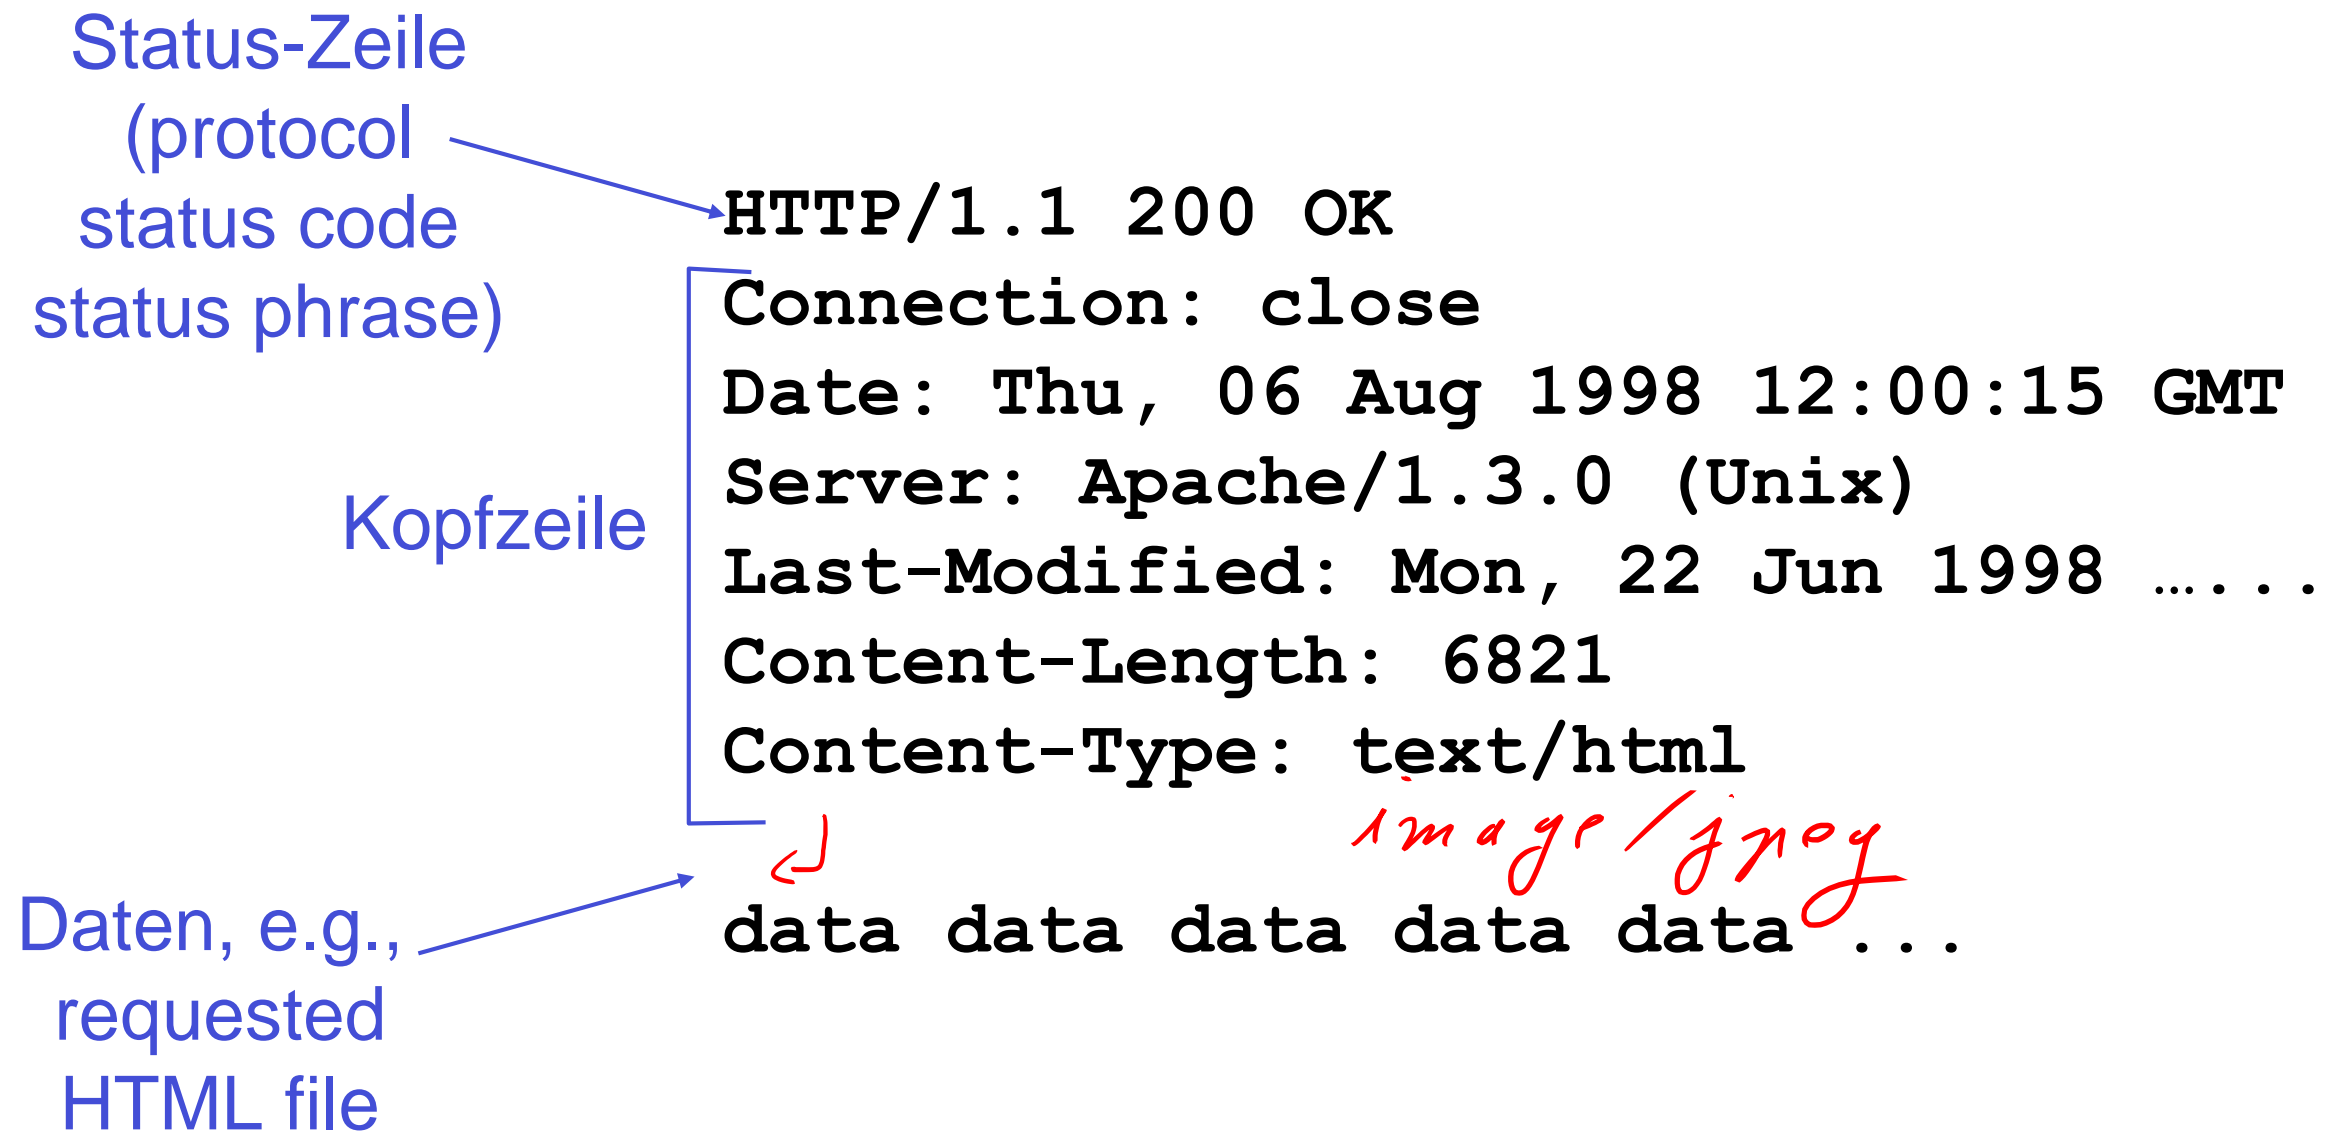 Status-Zeile
(protocol
status code
status phrase)
HTTP/1.1 200 OK
Connection: close
Date: Thu, 06 Aug 1998 12:00:15 GMT
Server: Apache/1.3.0 (Unix)
Kopfzeile
Last-Modified: Mon, 22 Jun 1998 …...
Content-Length: 6821
Content-Type: text/html
image/jpeg
data data data data data ...
Daten, e.g.,
requested
HTML file